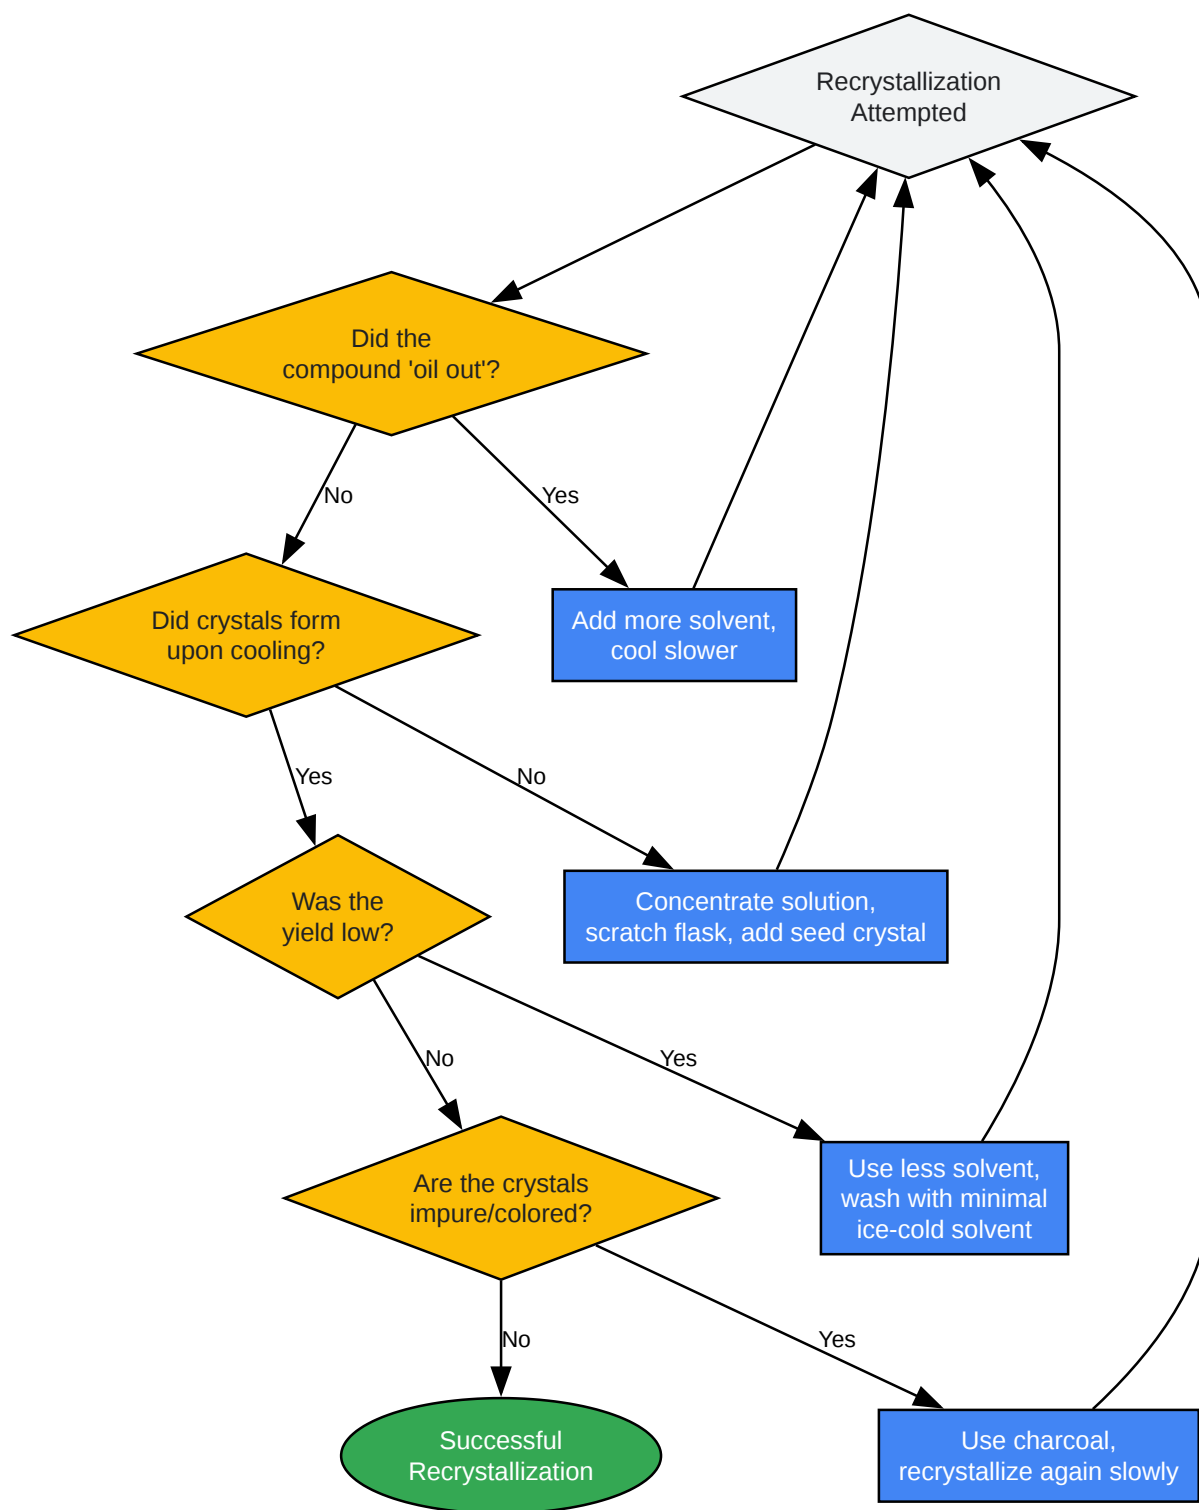 Recrystallization
Attempted
Did the
compound 'oil out'?
No
Yes
Did crystals form
upon cooling?
Add more solvent,
cool slower
Yes
No
Was the
yield low?
Concentrate solution,
scratch flask, add seed crystal
No
Yes
Are the crystals
impure/colored?
Use less solvent,
wash with minimal
ice-cold solvent
No
Yes
Successful
Recrystallization
Use charcoal,
recrystallize again slowly